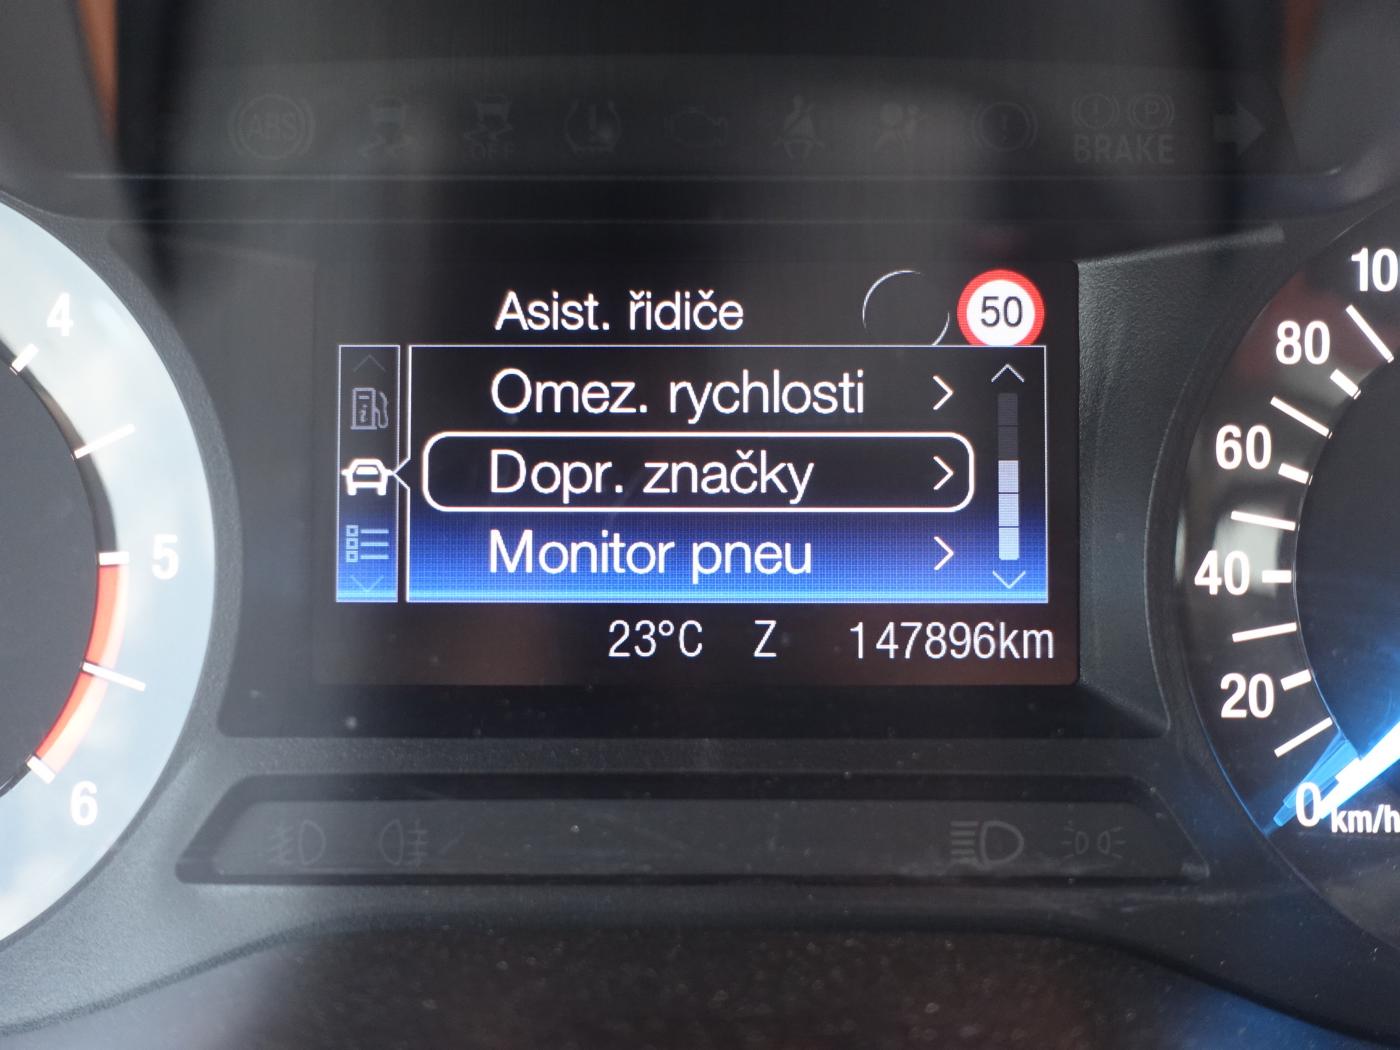 ABS
OFF
BRAKE
Asist. řidiče
50
Omez. rychlosti
Dopr. značky
Monitor pneu
23°C Z 147896km
4
5
6
10
80
60
40
20
0
km/h